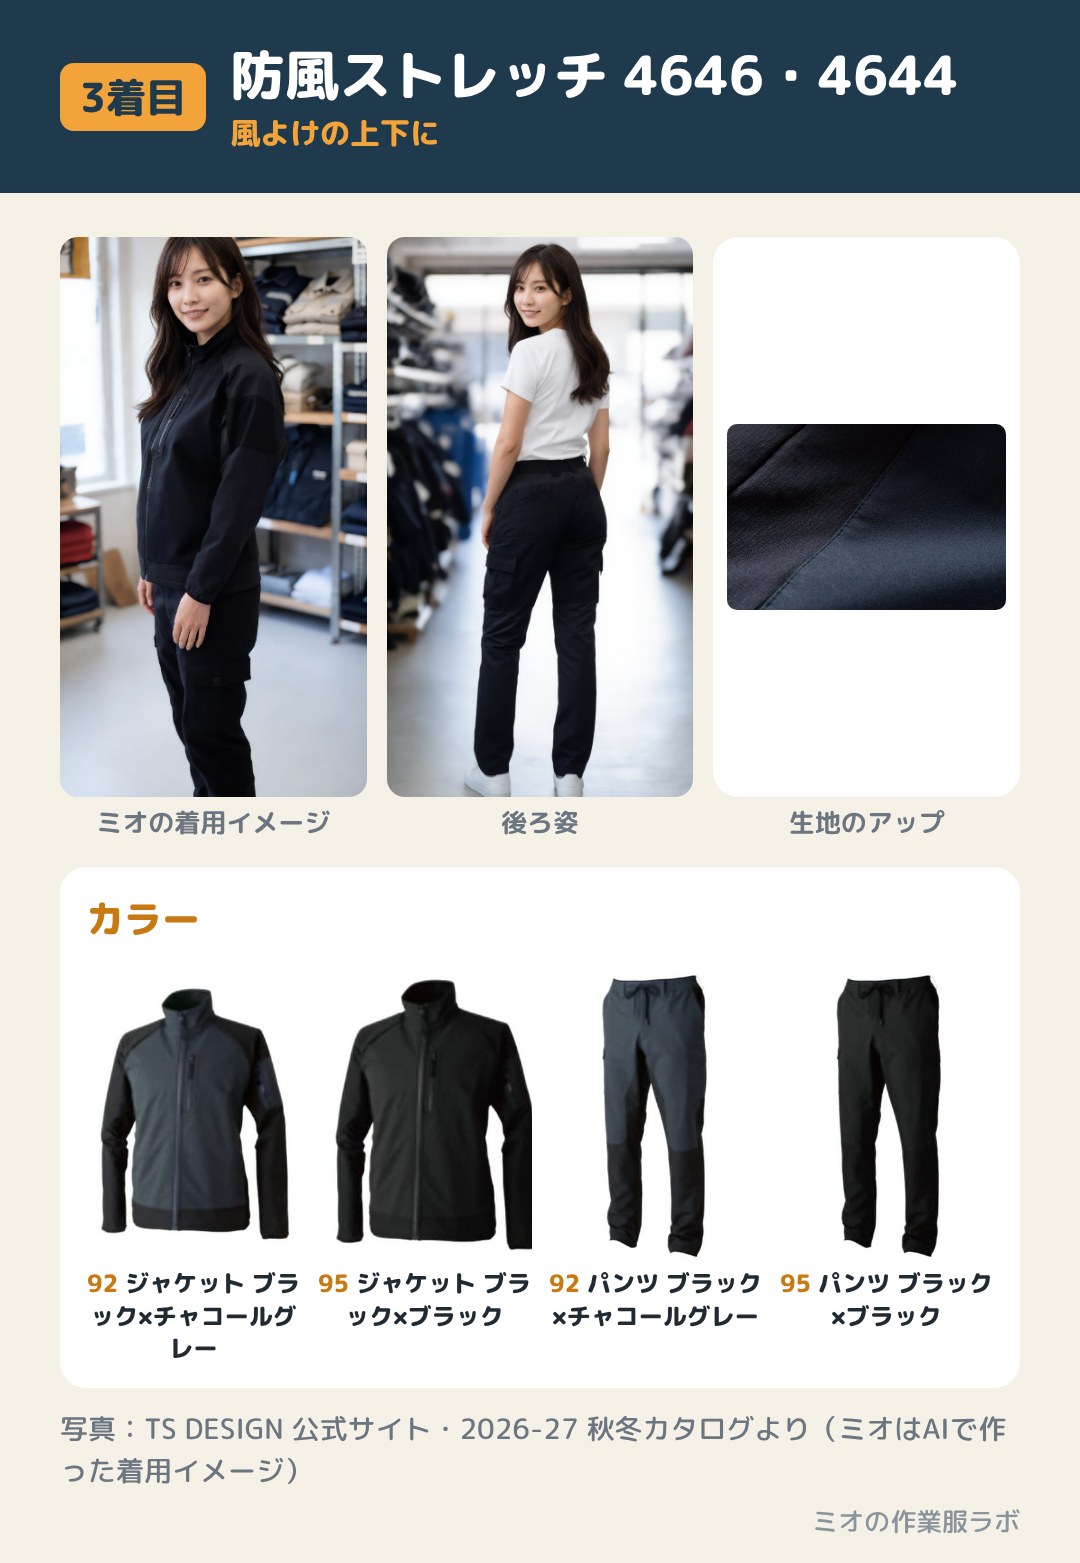 3着目
防風ストレッチ 4646・4644
風よけの上下に
ミオの着用イメージ
後ろ姿
生地のアップ
カラー
92 ジャケット ブラ
ック×チャコールグ
レー
95 ジャケット ブラ
ック×ブラック
92 パンツ ブラック
×チャコールグレー
95 パンツ ブラック
×ブラック
写真：TS DESIGN 公式サイト・2026-27 秋冬カタログより（ミオはAIで作
った着用イメージ）
ミオの作業服ラボ